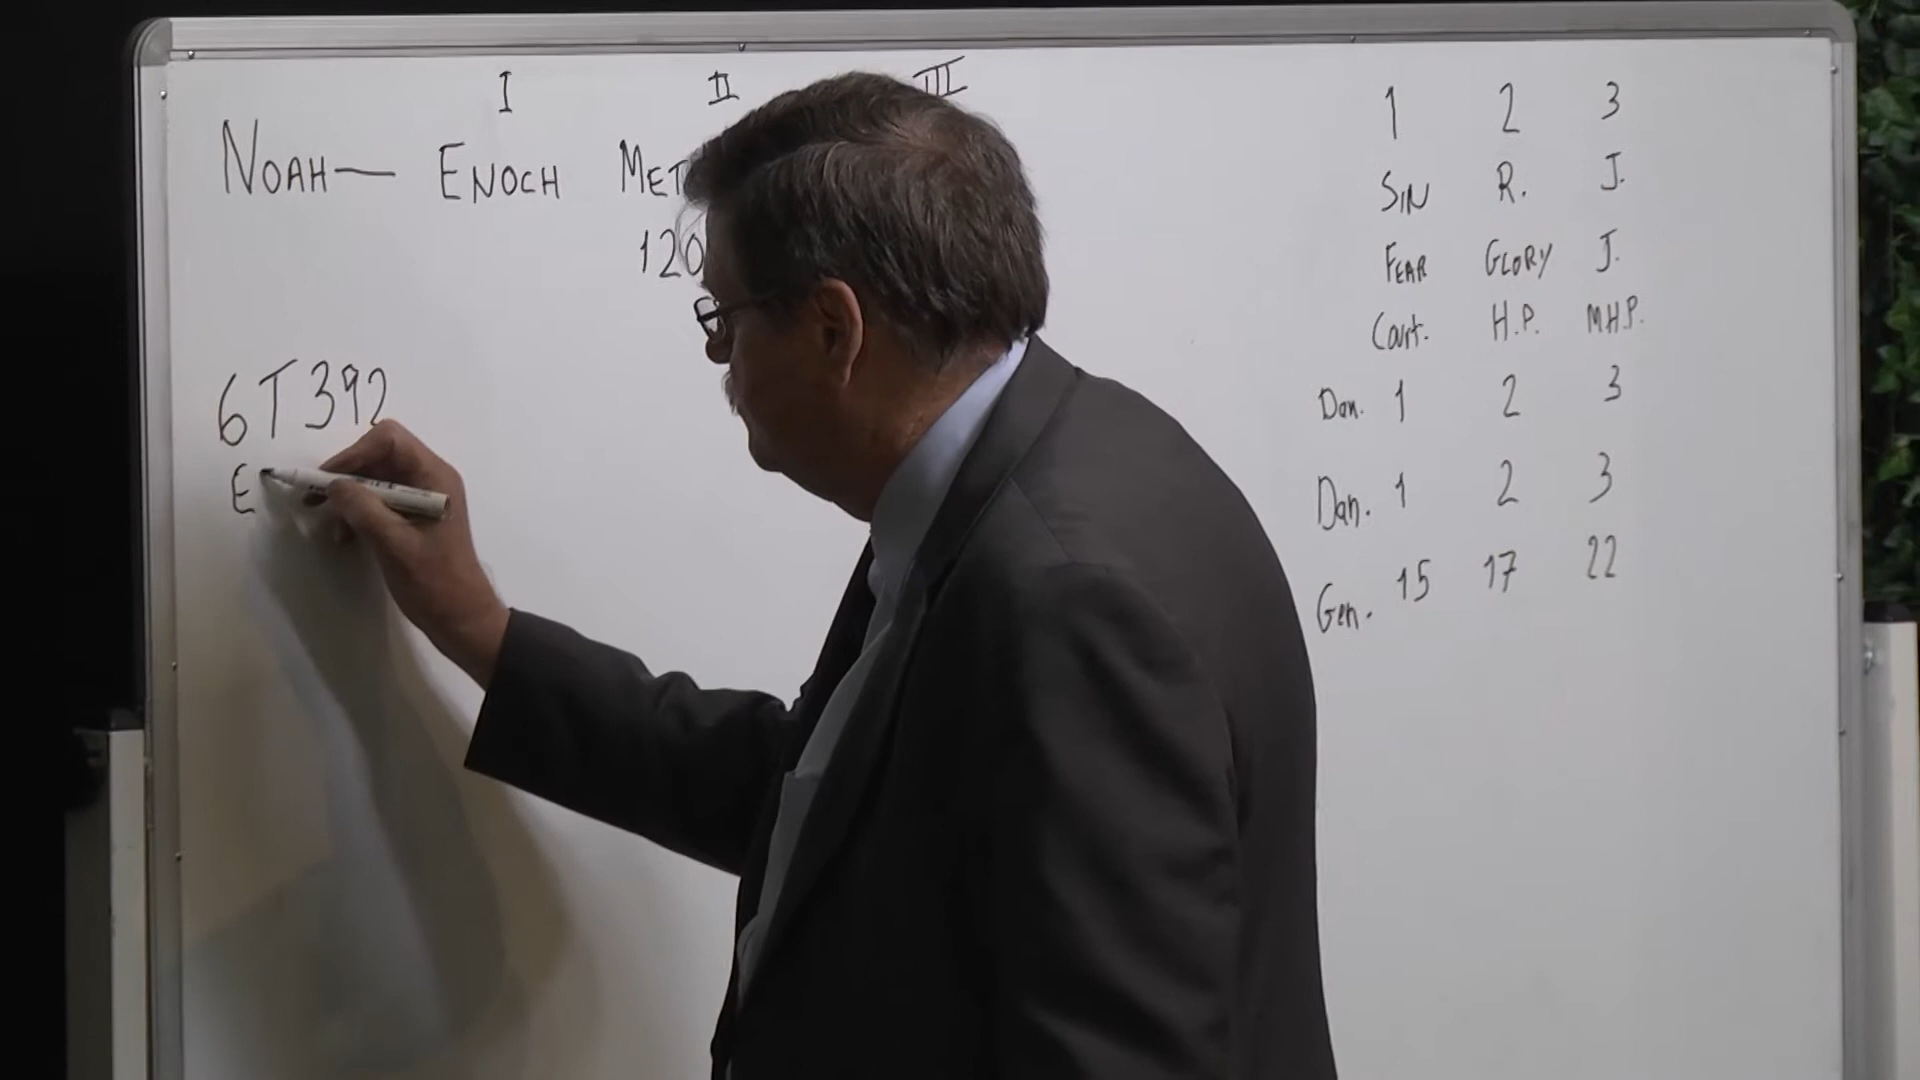 I II III
NOAH— ENOCH MET
120
6T392
E
1 2 3
SIN R. J.
FEAR GLORY J.
Court. H.P. M.H.P.
Dan. 1 2 3
Dan. 1 2 3
Gen. 15 17 22